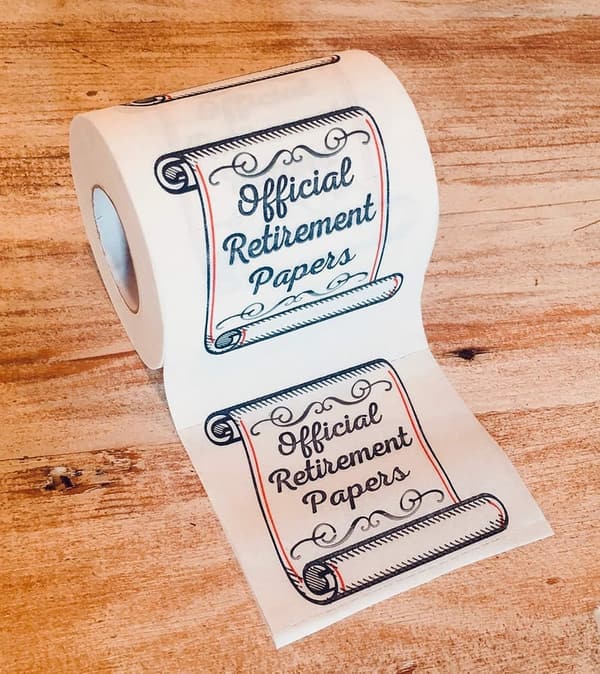 Official
Retirement
Papers
Official
Retirement
Papers